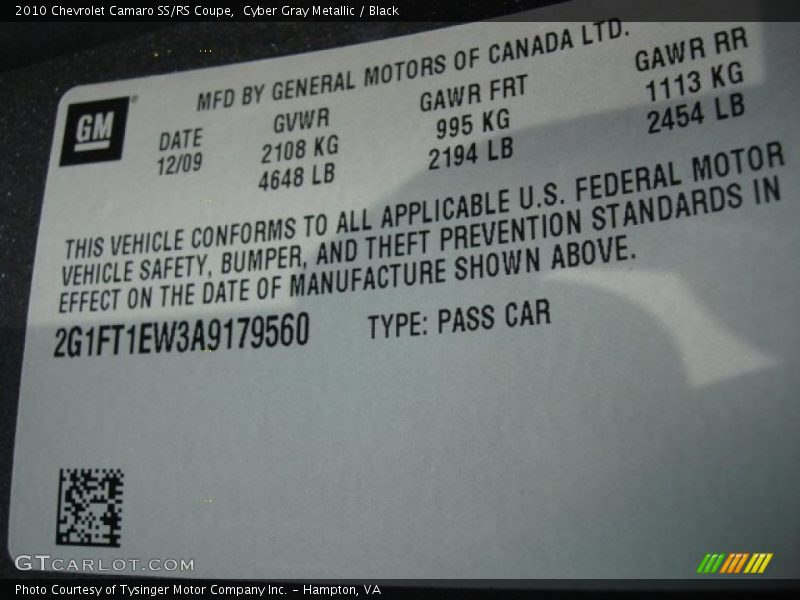 2010 Chevrolet Camaro SS/RS Coupe, Cyber Gray Metallic / Black
MFD BY GENERAL MOTORS OF CANADA LTD.
GM
DATE GVWR GAWR FRT GAWR RR
12/09 2108 KG 995 KG 1113 KG
4648 LB 2194 LB 2454 LB
THIS VEHICLE CONFORMS TO ALL APPLICABLE U.S. FEDERAL MOTOR
VEHICLE SAFETY, BUMPER, AND THEFT PREVENTION STANDARDS IN
EFFECT ON THE DATE OF MANUFACTURE SHOWN ABOVE.
2G1FT1EW3A9179560 TYPE: PASS CAR
GTCARLOT.COM
Photo Courtesy of Tysinger Motor Company Inc. - Hampton, VA